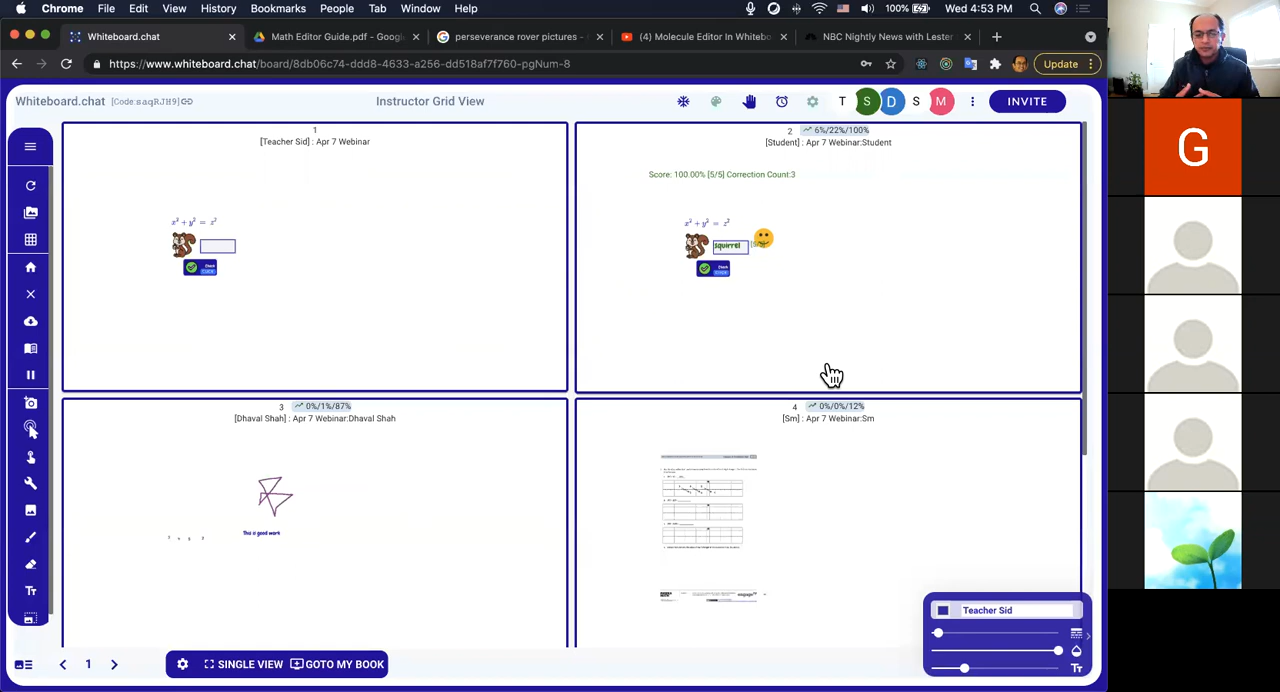 Chrome File Edit View History Bookmarks People Tab Window Help 100% Wed 4:53 PM
Whiteboard.chat Math Editor Guide.pdf - Googl perseverance rover pictures - (4) Molecule Editor In Whitebo NBC Nightly News with Lester
https://www.whiteboard.chat/board/8db06c74-ddd8-4633-a256-dd518af7f790-pgNum-8 Update
Whiteboard.chat [Code:saqRJH9] Instructor Grid View T S D S M INVITE
1
[Teacher Sid] : Apr 7 Webinar
x² + y² = z²
2 6%/22%/100%
[Student] : Apr 7 Webinar:Student
Score: 100.00% [5/5] Correction Count:3
x² + y² = z²
squirrel
3 0%/1%/87%
[Dhaval Shah] : Apr 7 Webinar:Dhaval Shah
This is good work
4 0%/0%/12%
[Sm] : Apr 7 Webinar:Sm
G
Teacher Sid
Tt
TT
1 SINGLE VIEW GOTO MY BOOK